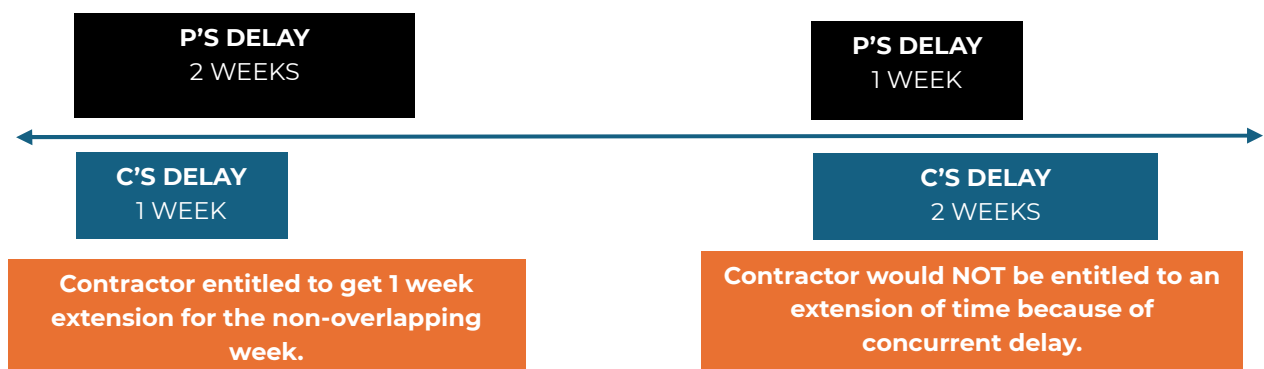 P'S DELAY
2 WEEKS
P'S DELAY
1 WEEK
C'S DELAY
1 WEEK
C'S DELAY
2 WEEKS
Contractor entitled to get 1 week
extension for the non-overlapping
week.
Contractor would NOT be entitled to an
extension of time because of
concurrent delay.